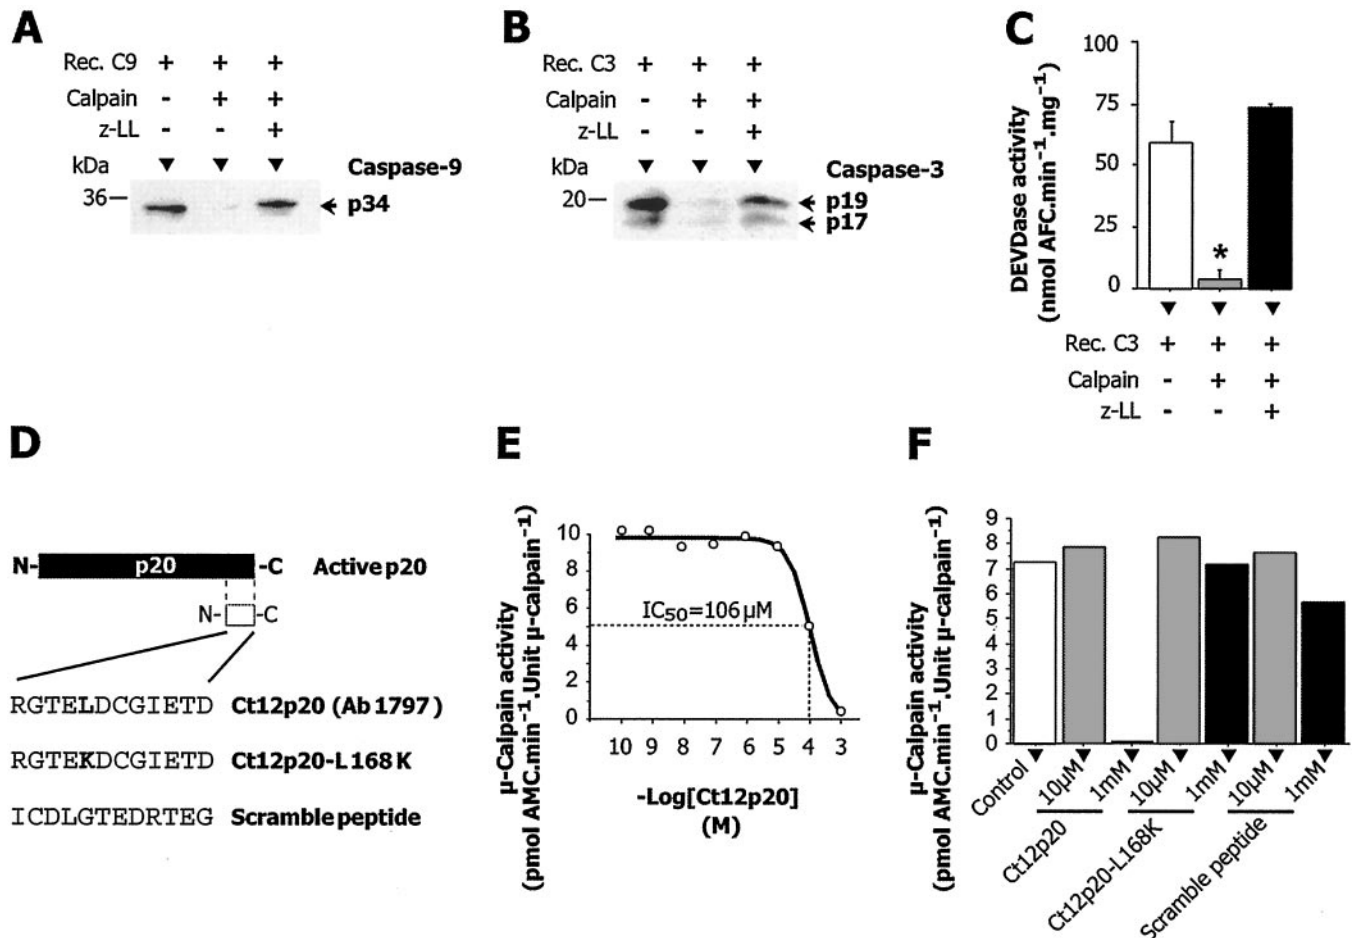 A
Rec. C9 + + +
Calpain - + +
z-LL - - +
kDa Caspase-9
36
p34
B
Rec. C3 + + +
Calpain - + +
z-LL - - +
kDa Caspase-3
20
p19
p17
C
DEVDase activity
(nmol AFC.min⁻¹.mg⁻¹)
100
75
50
25
0
*
Rec. C3 + + +
Calpain - + +
z-LL - - +
D
N- p20 -C Active p20
N- -C
RGTELDCGIETD Ct12p20 (Ab 1797)
RGTEKDCGIETD Ct12p20-L168K
ICDLGTEDRTEG Scramble peptide
E
µ-Calpain activity
(pmol AMC.min⁻¹.Unit µ-calpain⁻¹)
10
8
6
4
2
0
IC50=106 µM
10 9 8 7 6 5 4 3
-Log[Ct12p20]
(M)
F
µ-Calpain activity
(pmol AMC.min⁻¹.Unit µ-calpain⁻¹)
9
8
7
6
5
4
3
2
1
0
Control 10µM 1mM 10µM 1mM 10µM 1mM
Ct12p20
Ct12p20-L168K
Scramble peptide